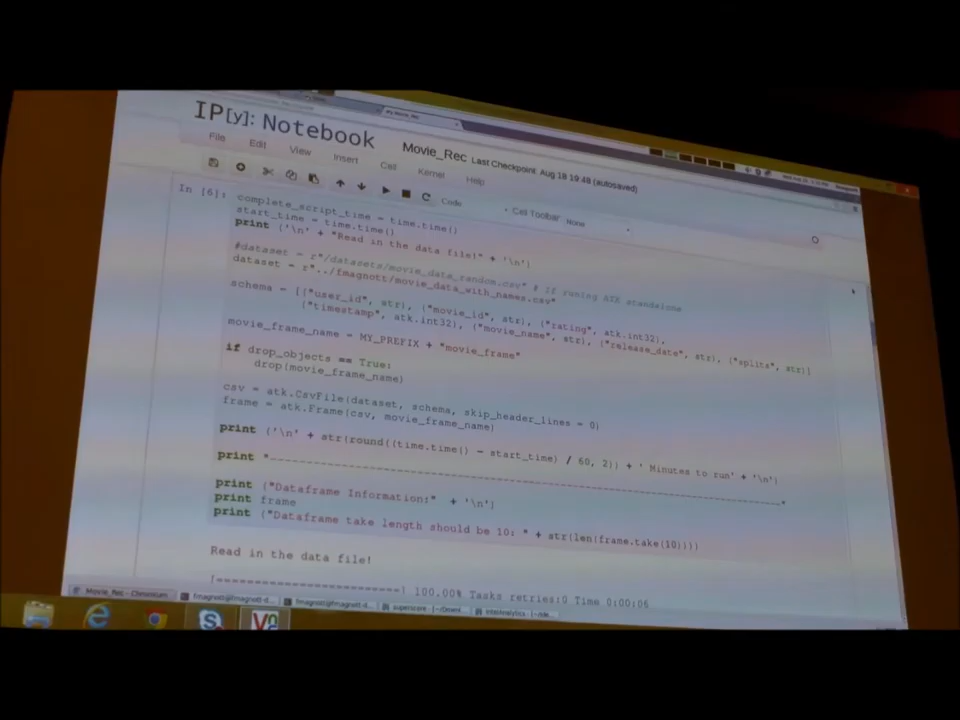 IP[y]: Notebook
Movie_Rec Last Checkpoint: Aug 18 19:48 (autosaved)
File Edit View Insert Cell Kernel Help
Code
Cell Toolbar: None
In [6]:
complete_script_time = time.time()
start_time = time.time()
print ('\n' + "Read in the data file!" + '\n')
#dataset = r"/datasets/movie_data_random.csv" # If runing ATK standalone
dataset = r"../fmagnott/movie_data_with_names.csv"
schema = [("user_id", str), ("movie_id", str), ("rating", atk.int32),
("timestamp", atk.int32), ("movie_name", str), ("release_date", str), ("splits", str)]
movie_frame_name = MY_PREFIX + "movie_frame"
if drop_objects == True:
drop(movie_frame_name)
csv = atk.CsvFile(dataset, schema, skip_header_lines = 0)
frame = atk.Frame(csv, movie_frame_name)
print ('\n' + str(round((time.time() - start_time) / 60, 2)) + ' Minutes to run' + '\n')
print "--------------------------------------------------------------------------"
print ("Dataframe Information:" + '\n')
print frame
print ("Dataframe take length should be 10: " + str(len(frame.take(10))))
Read in the data file!
[=========================] 100.00% Tasks retries:0 Time 0:00:06
Movie_Rec - Chromium